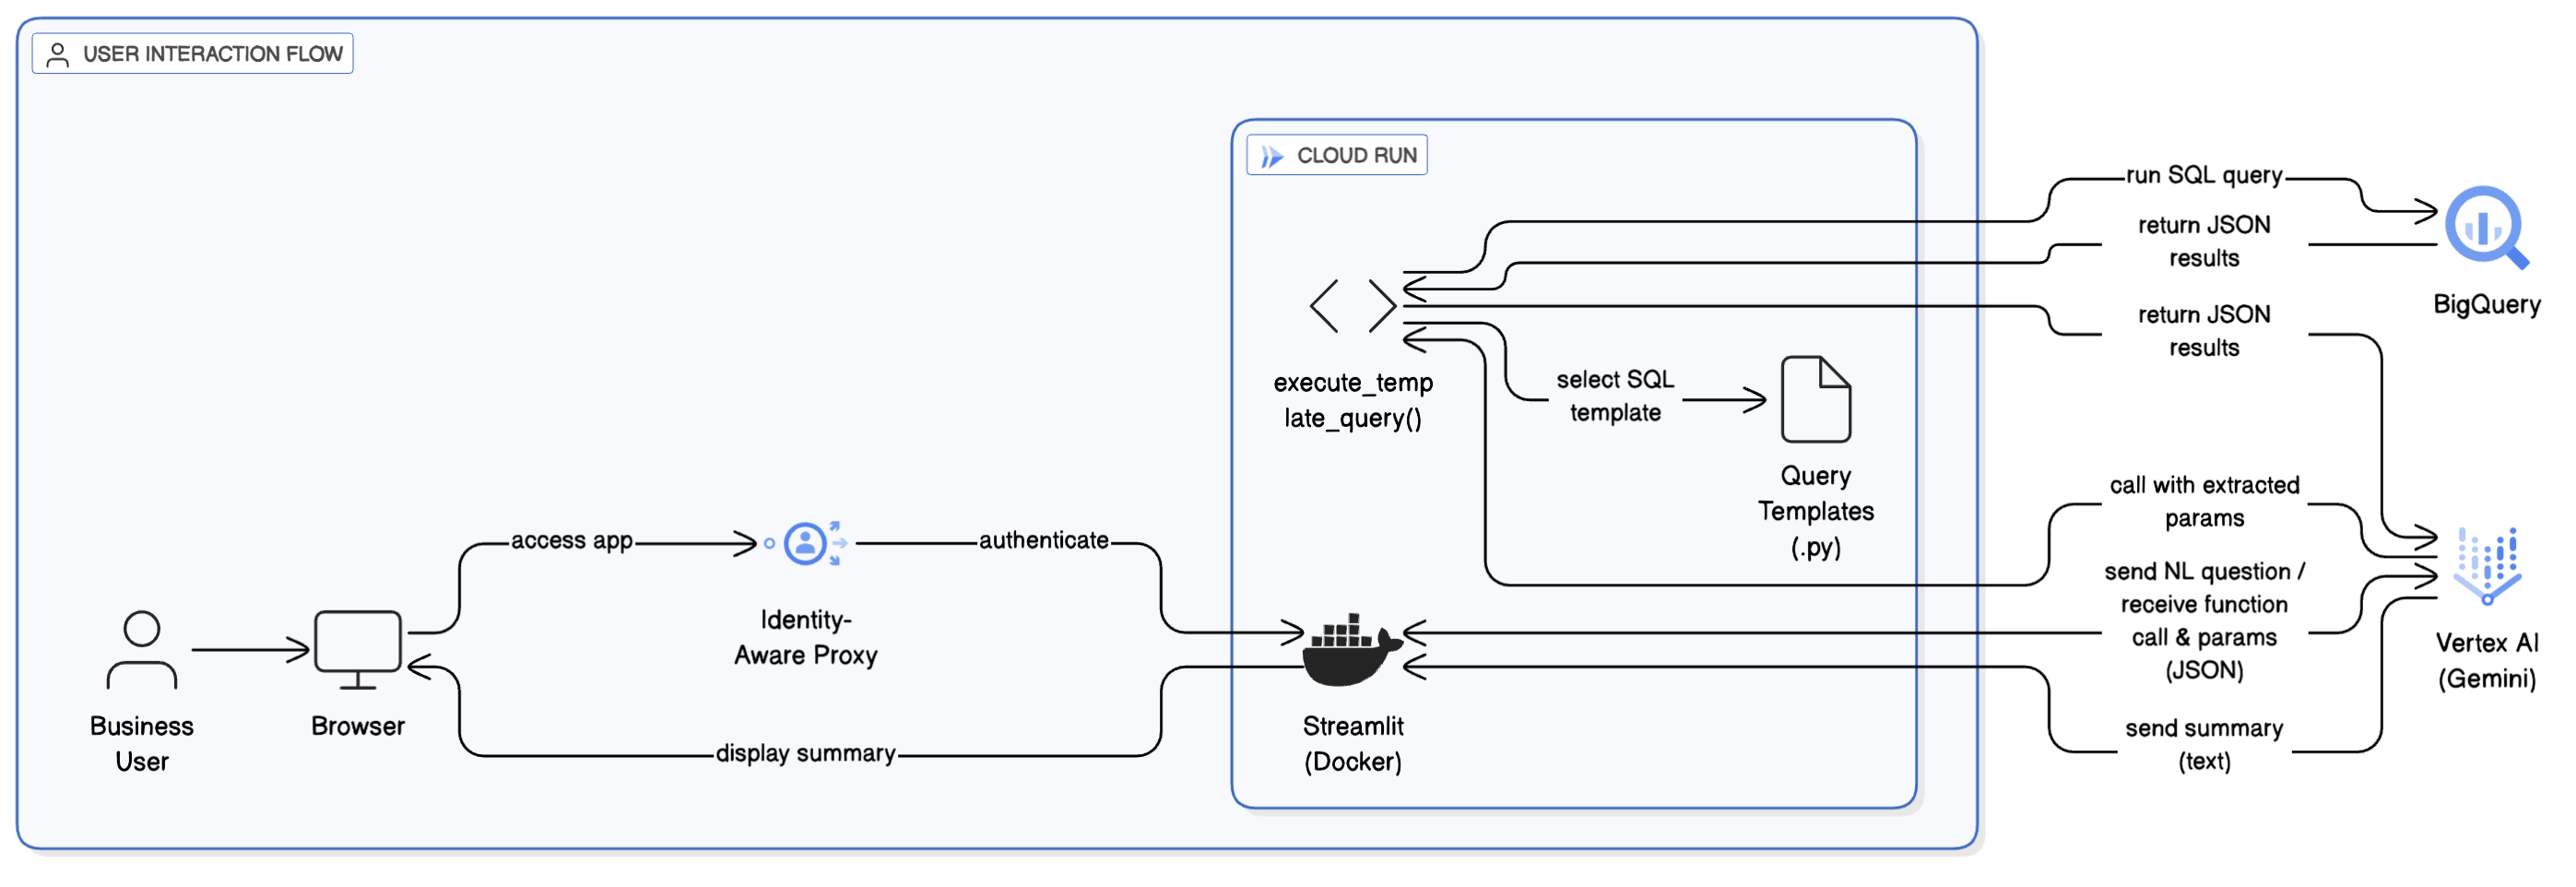 USER INTERACTION FLOW
CLOUD RUN
run SQL query
return JSON
results
BigQuery
return JSON
results
execute_temp
late_query()
select SQL
template
Query
Templates
(.py)
call with extracted
params
access app
authenticate
Identity-
Aware Proxy
send NL question /
receive function
call & params
(JSON)
Vertex AI
(Gemini)
Business
User
Browser
display summary
Streamlit
(Docker)
send summary
(text)